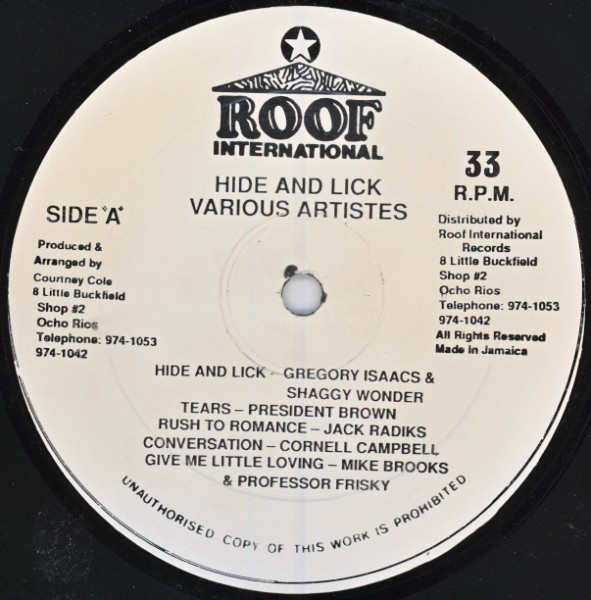 ROOF
INTERNATIONAL
HIDE AND LICK
VARIOUS ARTISTES
SIDE "A"
Produced &
Arranged by
Courtney Cole
8 Little Buckfield
Shop #2
Ocho Rios
Telephone: 974-1053
974-1042
33
R.P.M.
Distributed by
Roof International
Records
8 Little Buckfield
Shop #2
Ocho Rios
Telephone: 974-1053
974-1042
All Rights Reserved
Made in Jamaica
HIDE AND LICK - GREGORY ISAACS &
SHAGGY WONDER
TEARS – PRESIDENT BROWN
RUSH TO ROMANCE – JACK RADIKS
CONVERSATION – CORNELL CAMPBELL
GIVE ME LITTLE LOVING – MIKE BROOKS
& PROFESSOR FRISKY
UNAUTHORISED COPY OF THIS WORK IS PROHIBITED